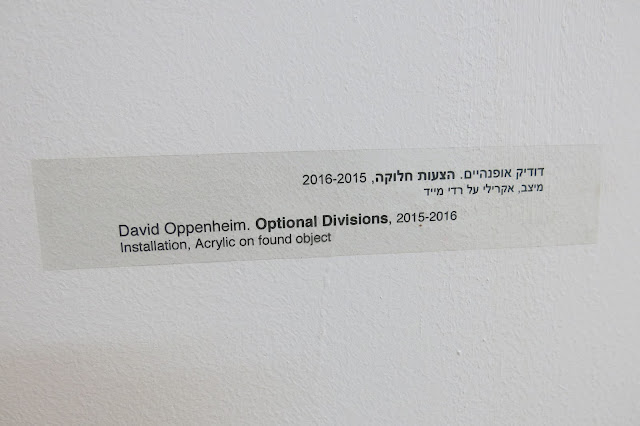 דודיק אופנהיים. הצעות חלוקה, 2016-2015
מיצב, אקרילי על רדי מייד
David Oppenheim. Optional Divisions, 2015-2016
Installation, Acrylic on found object